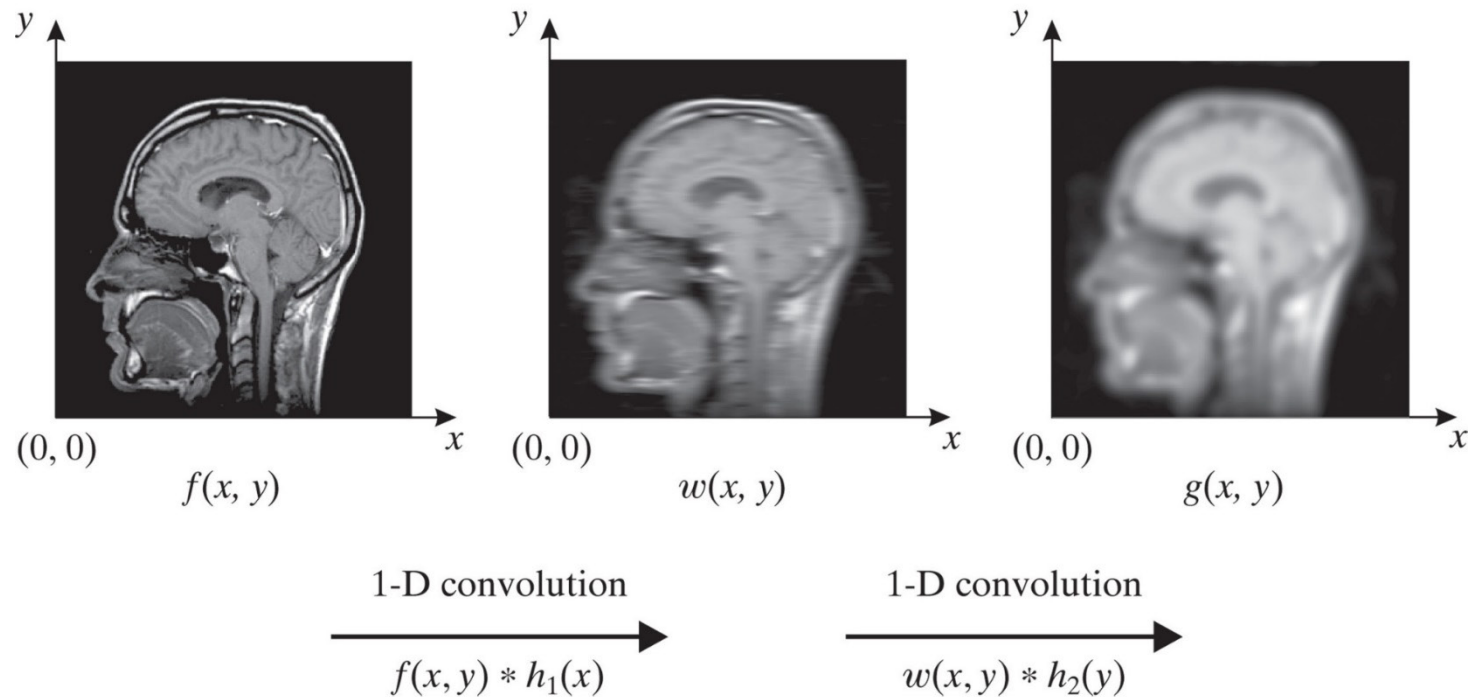 y
y
y
x
x
x
(0, 0)
(0, 0)
(0, 0)
f(x, y)
w(x, y)
g(x, y)
1-D convolution
1-D convolution
f(x, y) * h₁(x)
w(x, y) * h₂(y)